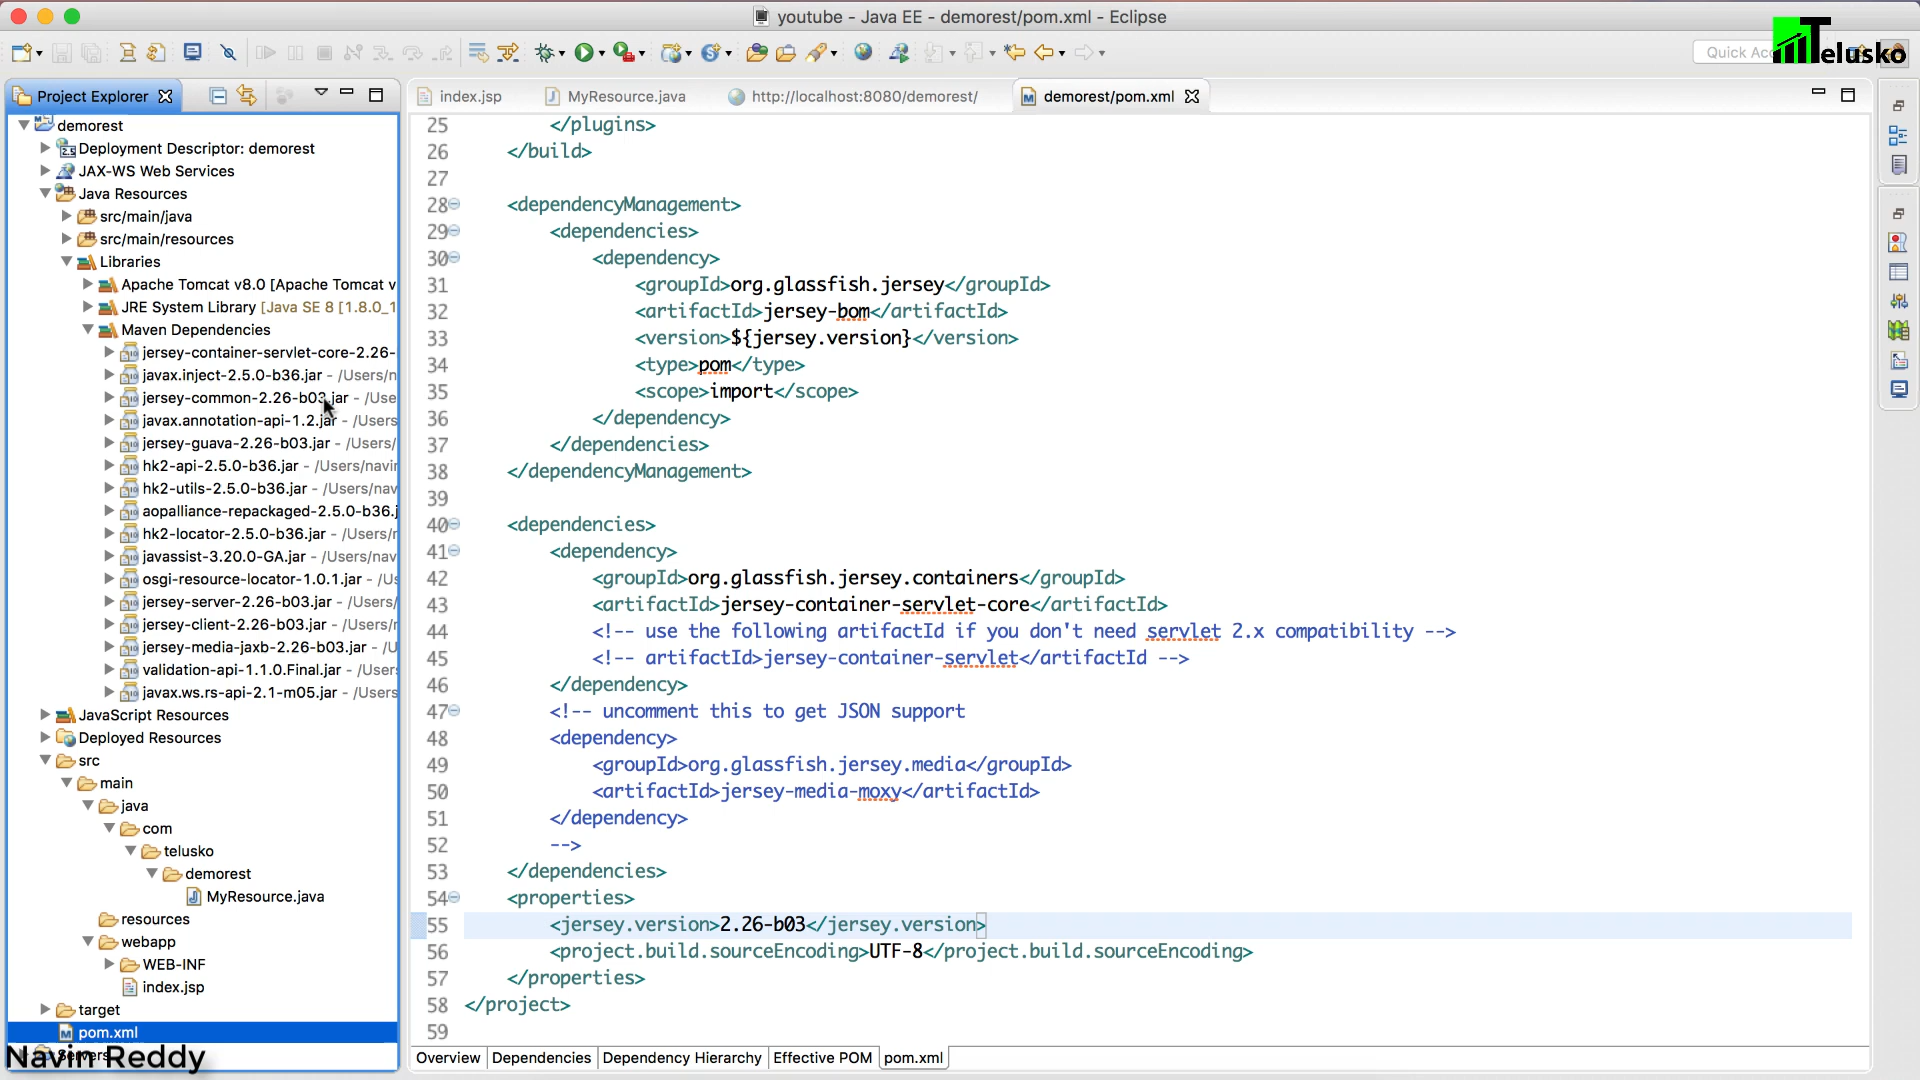 youtube - Java EE - demorest/pom.xml - Eclipse
Quick Ac
Telusko
Project Explorer
index.jsp
MyResource.java
http://localhost:8080/demorest/
demorest/pom.xml
demorest
Deployment Descriptor: demorest
JAX-WS Web Services
Java Resources
src/main/java
src/main/resources
Libraries
Apache Tomcat v8.0 [Apache Tomcat v
JRE System Library [Java SE 8 [1.8.0_1
Maven Dependencies
jersey-container-servlet-core-2.26-
javax.inject-2.5.0-b36.jar - /Users/n
jersey-common-2.26-b03.jar - /Use
javax.annotation-api-1.2.jar - /Users
jersey-guava-2.26-b03.jar - /Users/
hk2-api-2.5.0-b36.jar - /Users/navir
hk2-utils-2.5.0-b36.jar - /Users/nav
aopalliance-repackaged-2.5.0-b36.j
hk2-locator-2.5.0-b36.jar - /Users/r
javassist-3.20.0-GA.jar - /Users/nav
osgi-resource-locator-1.0.1.jar - /Us
jersey-server-2.26-b03.jar - /Users/
jersey-client-2.26-b03.jar - /Users/r
jersey-media-jaxb-2.26-b03.jar - /U
validation-api-1.1.0.Final.jar - /User
javax.ws.rs-api-2.1-m05.jar - /Users
JavaScript Resources
Deployed Resources
src
main
java
com
telusko
demorest
MyResource.java
resources
webapp
WEB-INF
index.jsp
target
pom.xml
Servers
Navin Reddy
25 </plugins>
26 </build>
27
28 <dependencyManagement>
29 <dependencies>
30 <dependency>
31 <groupId>org.glassfish.jersey</groupId>
32 <artifactId>jersey-bom</artifactId>
33 <version>${jersey.version}</version>
34 <type>pom</type>
35 <scope>import</scope>
36 </dependency>
37 </dependencies>
38 </dependencyManagement>
39
40 <dependencies>
41 <dependency>
42 <groupId>org.glassfish.jersey.containers</groupId>
43 <artifactId>jersey-container-servlet-core</artifactId>
44 <!-- use the following artifactId if you don't need servlet 2.x compatibility -->
45 <!-- artifactId>jersey-container-servlet</artifactId -->
46 </dependency>
47 <!-- uncomment this to get JSON support
48 <dependency>
49 <groupId>org.glassfish.jersey.media</groupId>
50 <artifactId>jersey-media-moxy</artifactId>
51 </dependency>
52 -->
53 </dependencies>
54 <properties>
55 <jersey.version>2.26-b03</jersey.version>
56 <project.build.sourceEncoding>UTF-8</project.build.sourceEncoding>
57 </properties>
58 </project>
59
Overview
Dependencies
Dependency Hierarchy
Effective POM
pom.xml